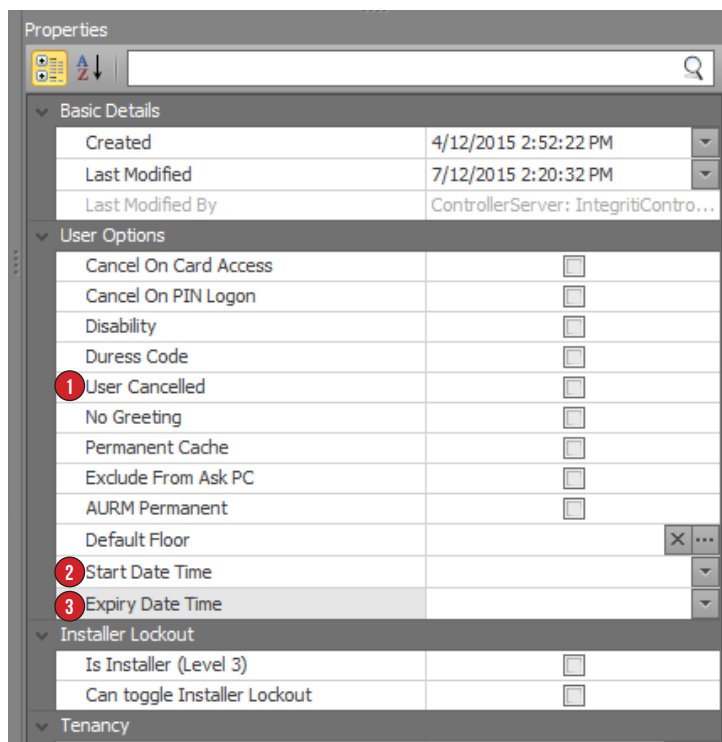 Properties
A
Z
Basic Details
Created 4/12/2015 2:52:22 PM
Last Modified 7/12/2015 2:20:32 PM
Last Modified By ControllerServer: IntegritiContro...
User Options
Cancel On Card Access
Cancel On PIN Logon
Disability
Duress Code
1 User Cancelled
No Greeting
Permanent Cache
Exclude From Ask PC
AURM Permanent
Default Floor
2 Start Date Time
3 Expiry Date Time
Installer Lockout
Is Installer (Level 3)
Can toggle Installer Lockout
Tenancy